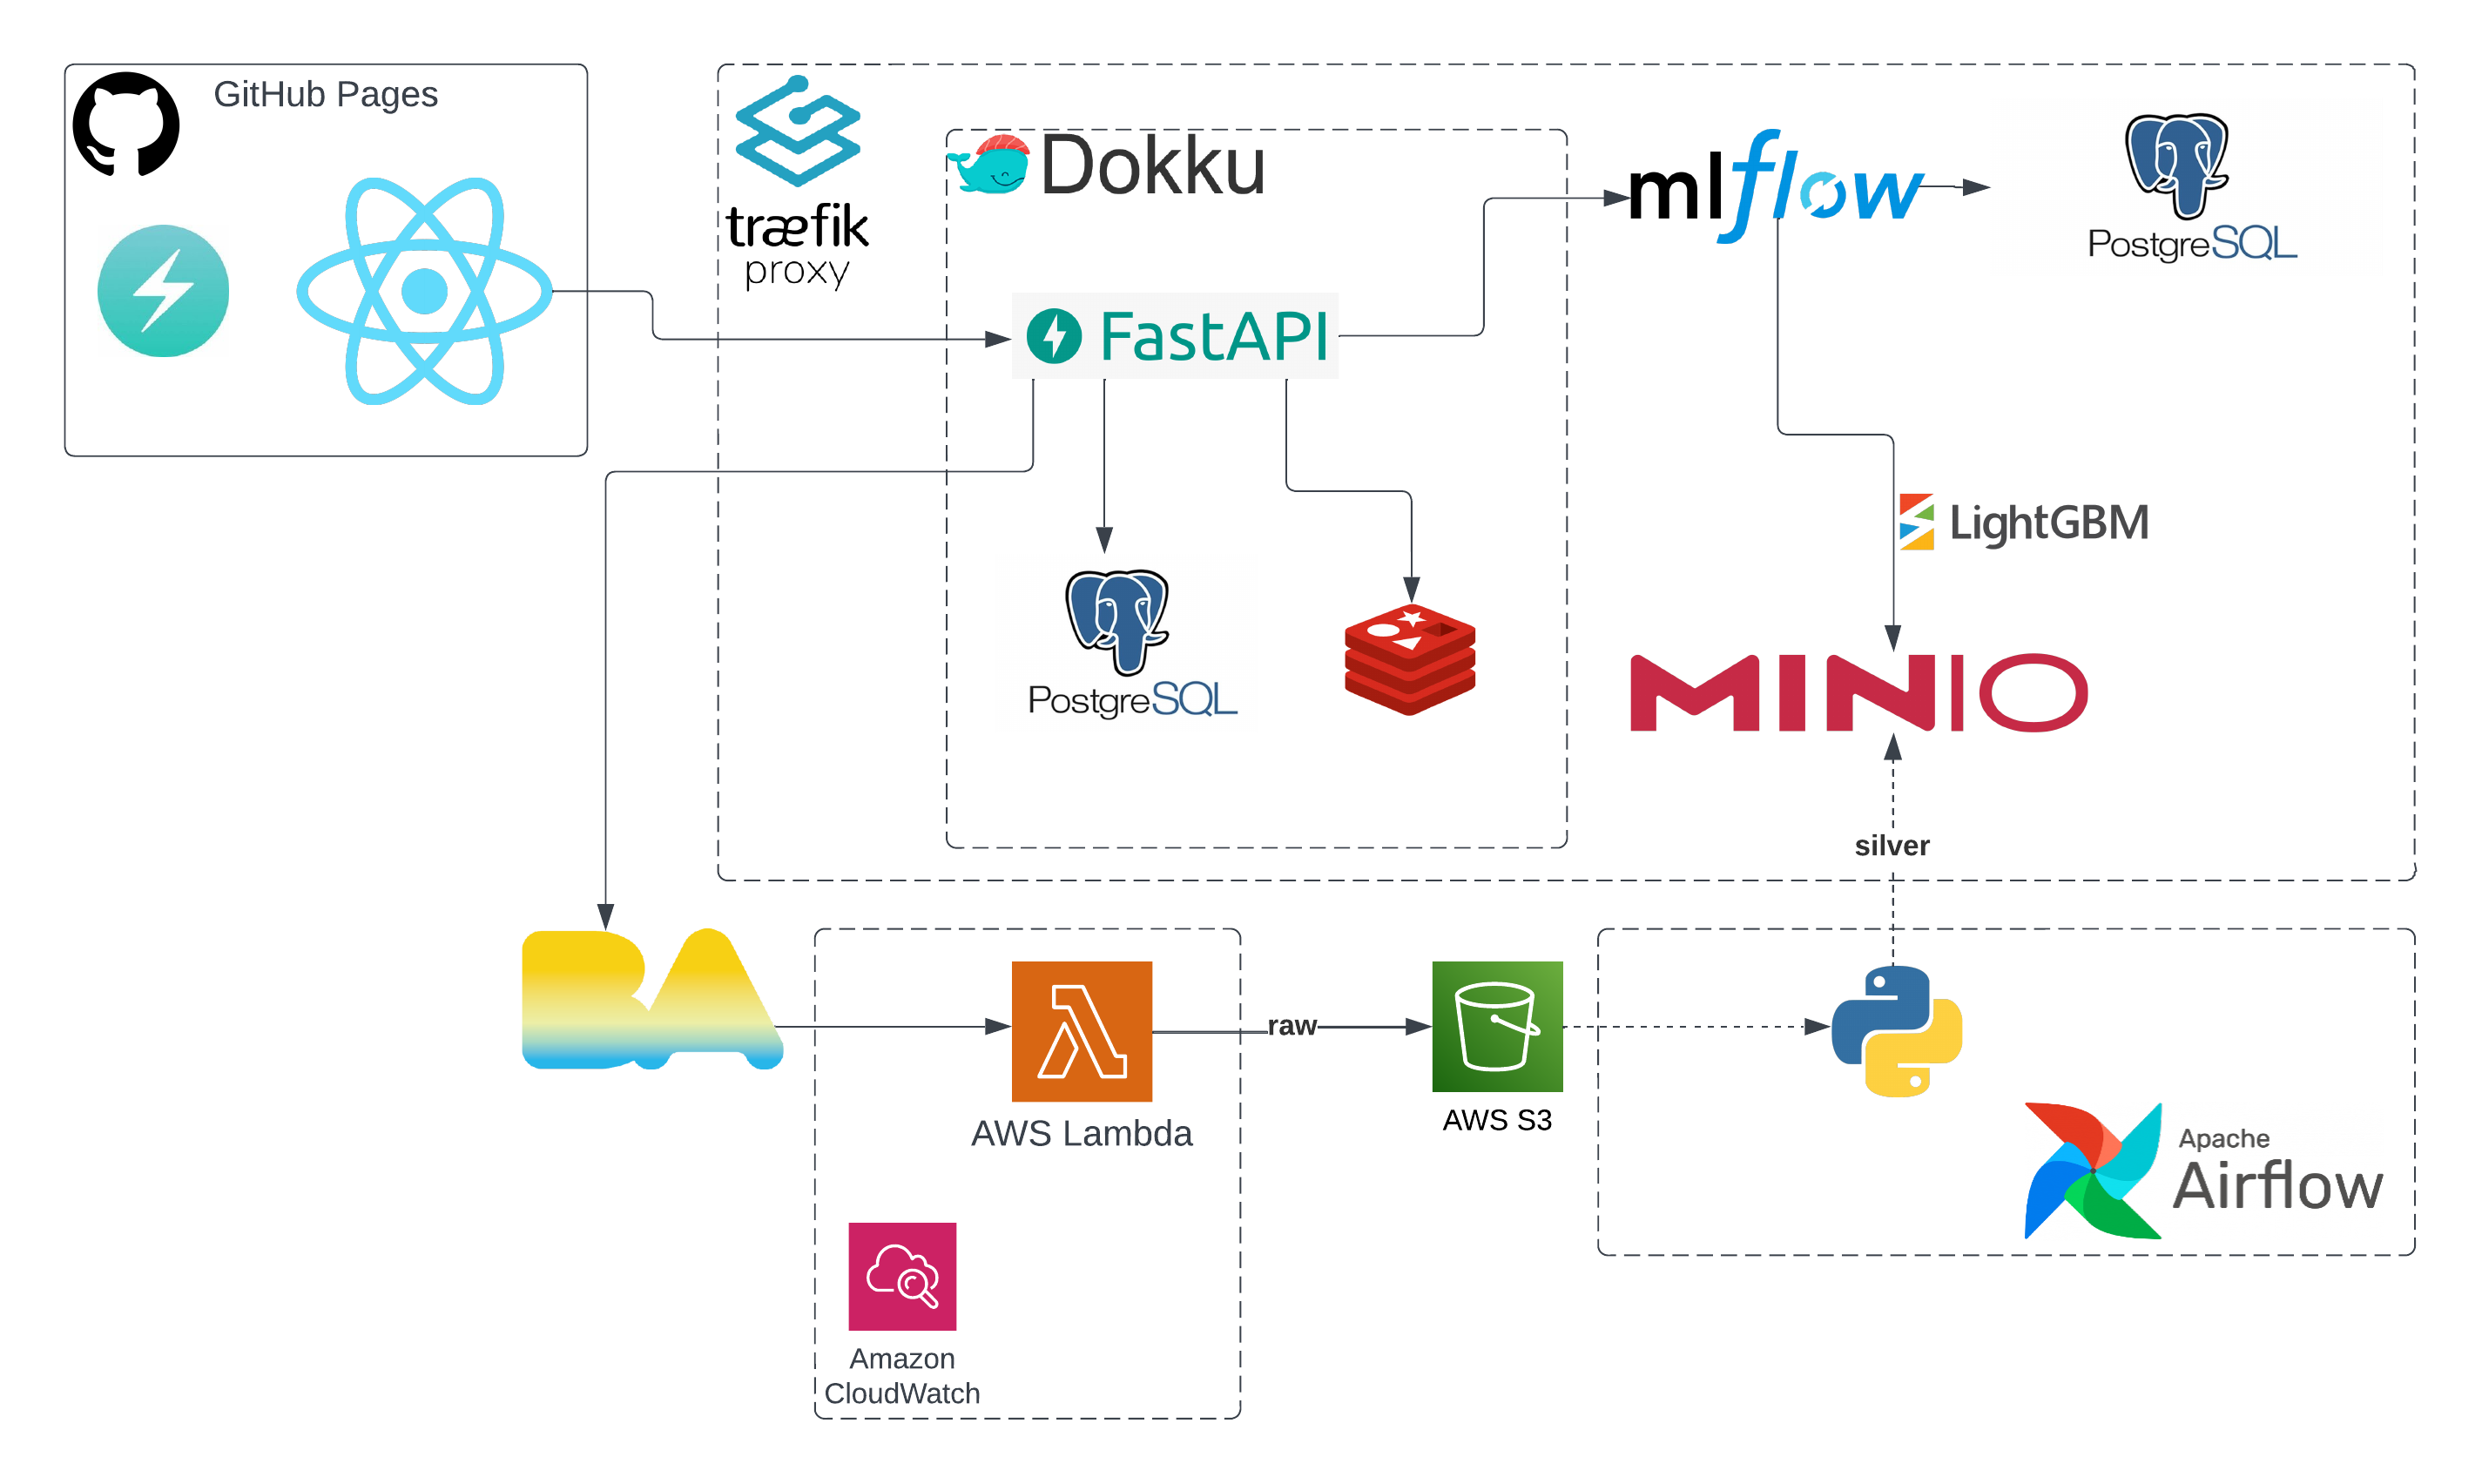 GitHub Pages
træfik
proxy
Dokku
FastAPI
mlflow
PostgreSQL
LightGBM
PostgreSQL
MINIO
silver
BA
raw
AWS Lambda
AWS S3
Apache
Airflow
Amazon
CloudWatch